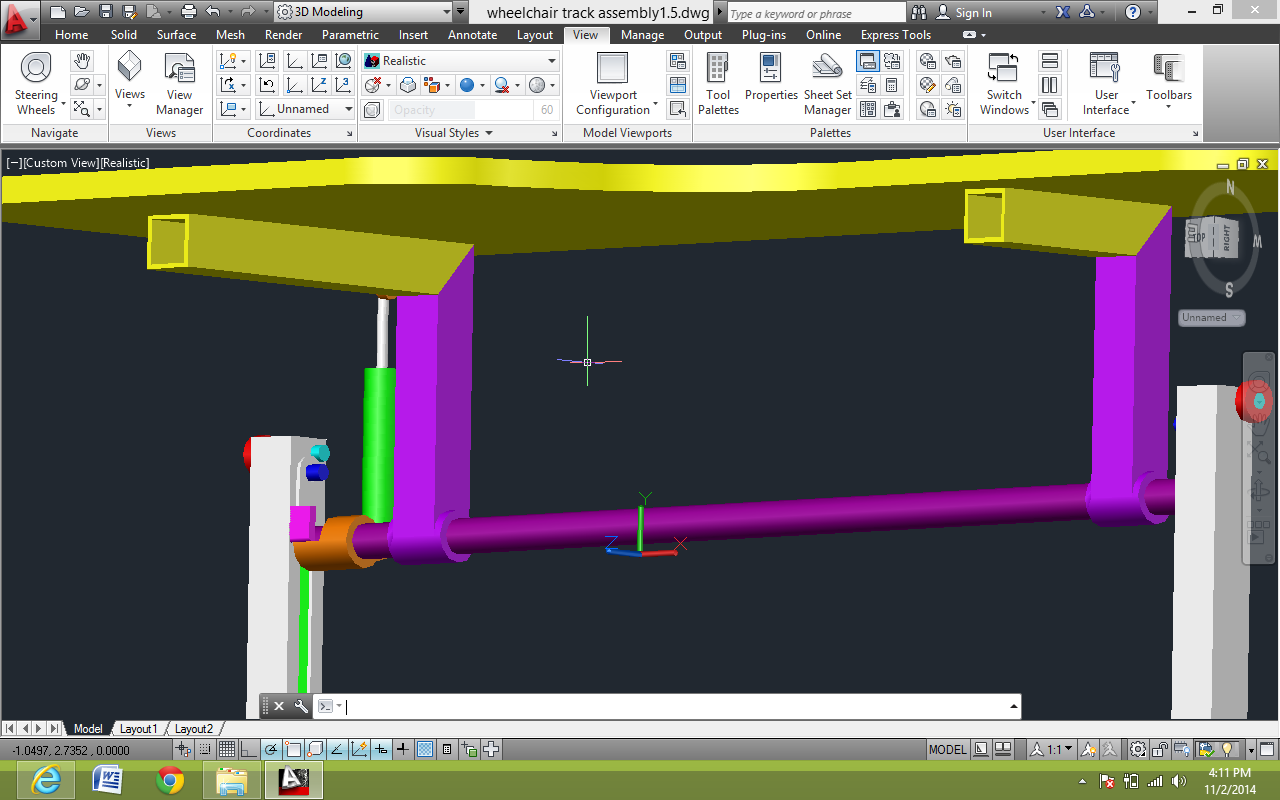 3D Modeling
wheelchair track assembly1.5.dwg
Type a keyword or phrase
Sign In
Home Solid Surface Mesh Render Parametric Insert Annotate Layout View Manage Output Plug-ins Online Express Tools
Steering Wheels
Navigate
Views
View Manager
Views
Unnamed
Coordinates
Realistic
Opacity 60
Visual Styles
Viewport Configuration
Model Viewports
Tool Palettes
Properties
Sheet Set Manager
Palettes
Switch Windows
User Interface
Toolbars
User Interface
[−][Custom View][Realistic]
N
TOP
RIGHT
W
S
Unnamed
Y
Z
X
Model Layout1 Layout2
-1.0497, 2.7352 , 0.0000
MODEL
1:1
4:11 PM
11/2/2014